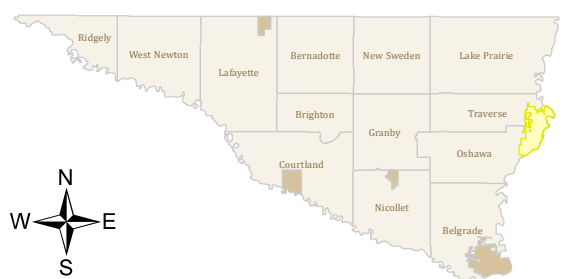 Ridgely
West Newton
Lafayette
Bernadotte
New Sweden
Lake Prairie
Brighton
Granby
Traverse
Courtland
Oshawa
Nicollet
Belgrade
N
W E
S